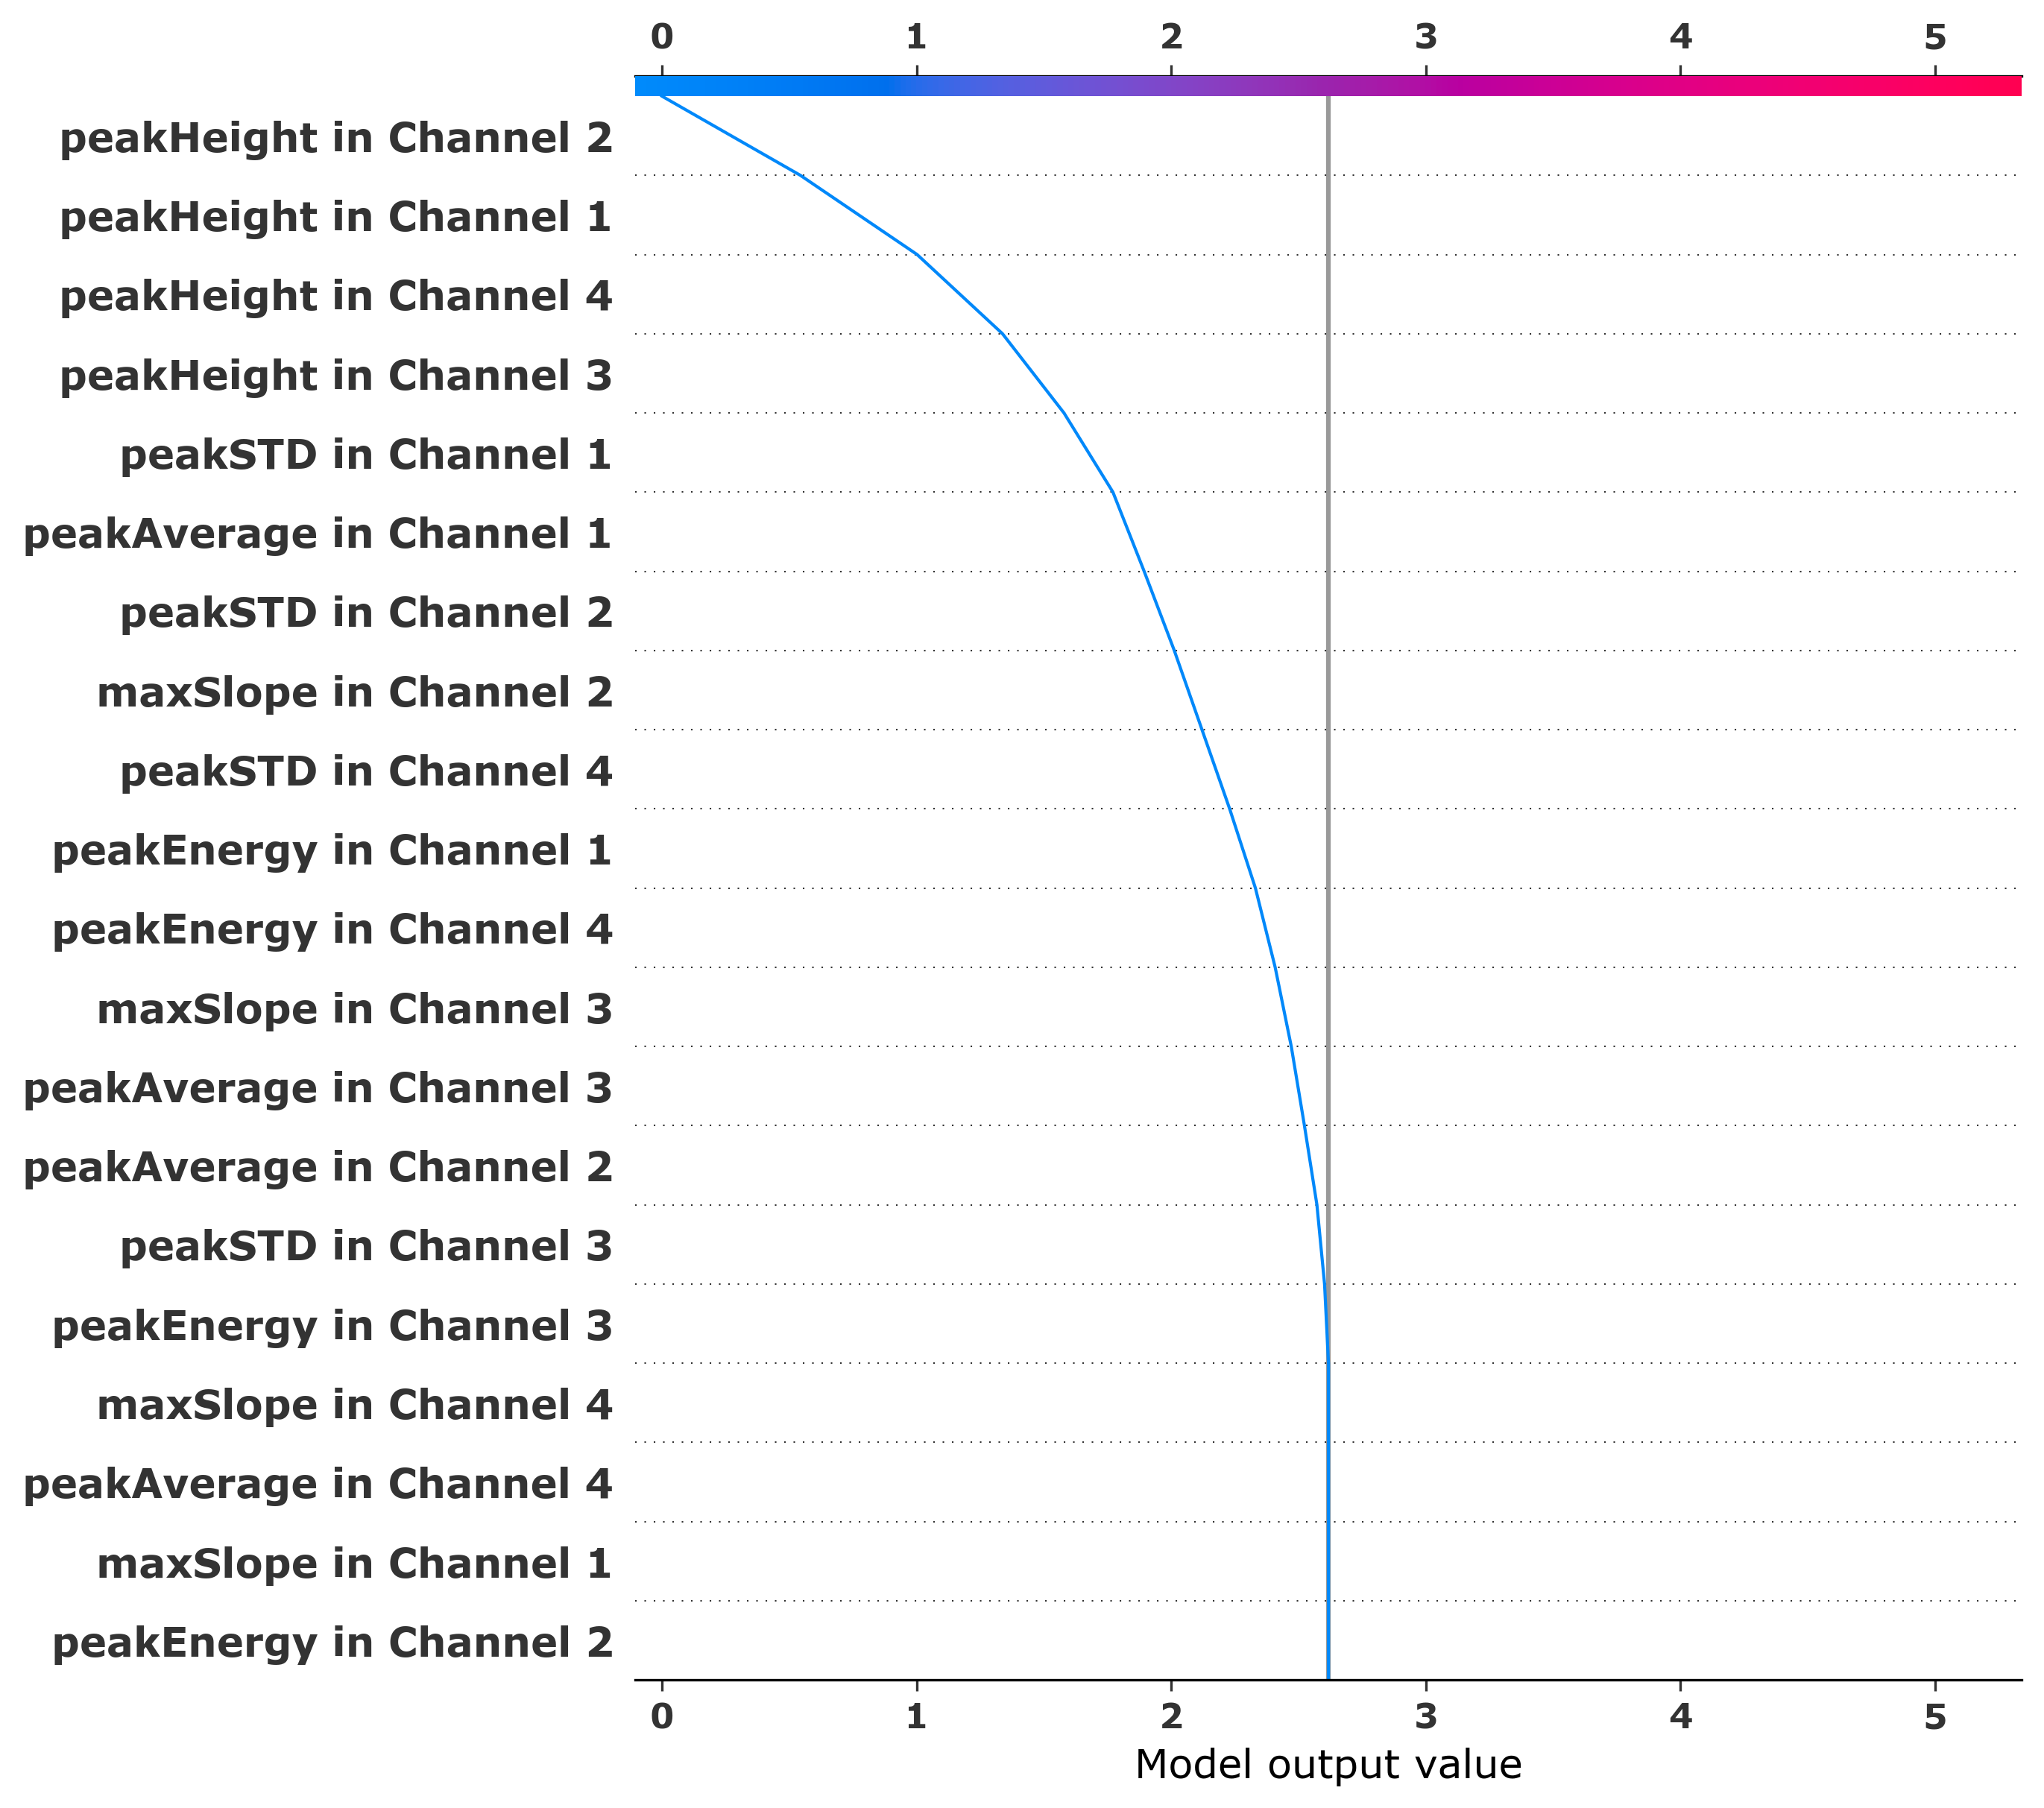 0 1 2 3 4 5
peakHeight in Channel 2
peakHeight in Channel 1
peakHeight in Channel 4
peakHeight in Channel 3
peakSTD in Channel 1
peakAverage in Channel 1
peakSTD in Channel 2
maxSlope in Channel 2
peakSTD in Channel 4
peakEnergy in Channel 1
peakEnergy in Channel 4
maxSlope in Channel 3
peakAverage in Channel 3
peakAverage in Channel 2
peakSTD in Channel 3
peakEnergy in Channel 3
maxSlope in Channel 4
peakAverage in Channel 4
maxSlope in Channel 1
peakEnergy in Channel 2
0 1 2 3 4 5
Model output value